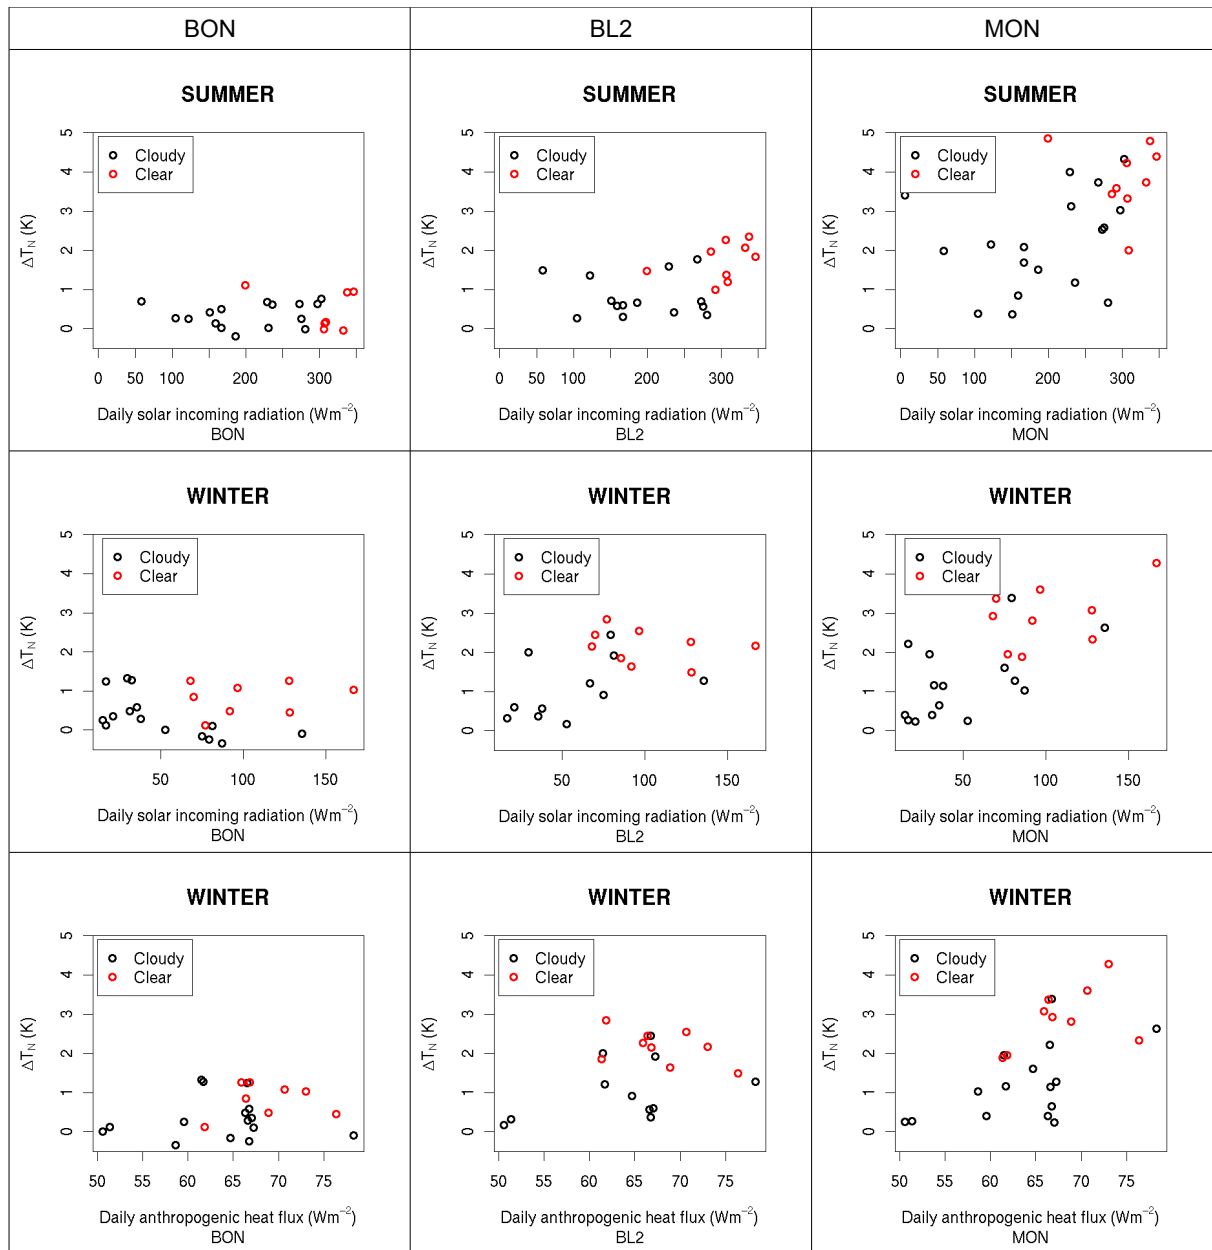 BON BL2 MON
SUMMER SUMMER SUMMER
ΔT_N (K) 0 1 2 3 4 5 Cloudy Clear 0 50 100 200 300 Daily solar incoming radiation (Wm⁻²) BON
ΔT_N (K) 0 1 2 3 4 5 Cloudy Clear 0 50 100 200 300 Daily solar incoming radiation (Wm⁻²) BL2
ΔT_N (K) 0 1 2 3 4 5 Cloudy Clear 0 50 100 200 300 Daily solar incoming radiation (Wm⁻²) MON
WINTER WINTER WINTER
ΔT_N (K) 0 1 2 3 4 5 Cloudy Clear 50 100 150 Daily solar incoming radiation (Wm⁻²) BON
ΔT_N (K) 0 1 2 3 4 5 Cloudy Clear 50 100 150 Daily solar incoming radiation (Wm⁻²) BL2
ΔT_N (K) 0 1 2 3 4 5 Cloudy Clear 50 100 150 Daily solar incoming radiation (Wm⁻²) MON
WINTER WINTER WINTER
ΔT_N (K) 0 1 2 3 4 5 Cloudy Clear 50 55 60 65 70 75 Daily anthropogenic heat flux (Wm⁻²) BON
ΔT_N (K) 0 1 2 3 4 5 Cloudy Clear 50 55 60 65 70 75 Daily anthropogenic heat flux (Wm⁻²) BL2
ΔT_N (K) 0 1 2 3 4 5 Cloudy Clear 50 55 60 65 70 75 Daily anthropogenic heat flux (Wm⁻²) MON